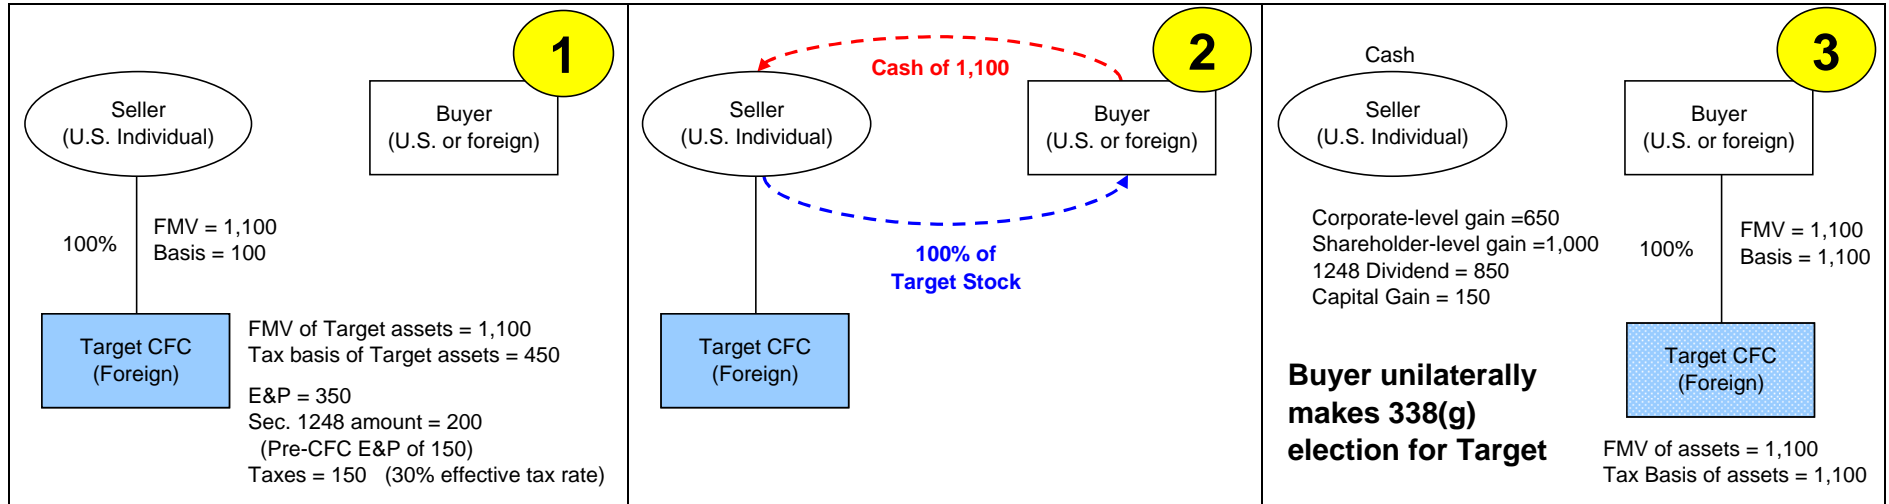 1
Seller
(U.S. Individual)
Buyer
(U.S. or foreign)
100%
FMV = 1,100
Basis = 100
Target CFC
(Foreign)
FMV of Target assets = 1,100
Tax basis of Target assets = 450
E&P = 350
Sec. 1248 amount = 200
(Pre-CFC E&P of 150)
Taxes = 150 (30% effective tax rate)
2
Cash of 1,100
Seller
(U.S. Individual)
Buyer
(U.S. or foreign)
100% of
Target Stock
Target CFC
(Foreign)
3
Cash
Seller
(U.S. Individual)
Buyer
(U.S. or foreign)
Corporate-level gain =650
Shareholder-level gain =1,000
1248 Dividend = 850
Capital Gain = 150
100%
FMV = 1,100
Basis = 1,100
Buyer unilaterally
makes 338(g)
election for Target
Target CFC
(Foreign)
FMV of assets = 1,100
Tax Basis of assets = 1,100